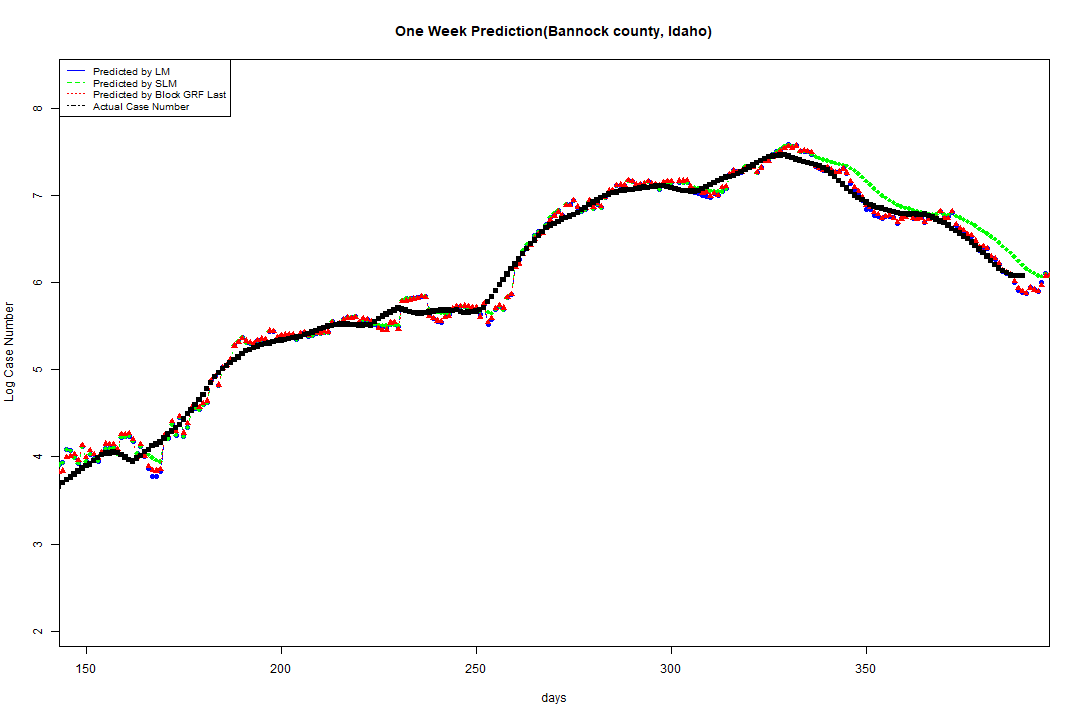 One Week Prediction(Bannock county, Idaho)
Predicted by LM
Predicted by SLM
Predicted by Block GRF Last
Actual Case Number
8
7
6
5
4
3
2
Log Case Number
150 200 250 300 350
days